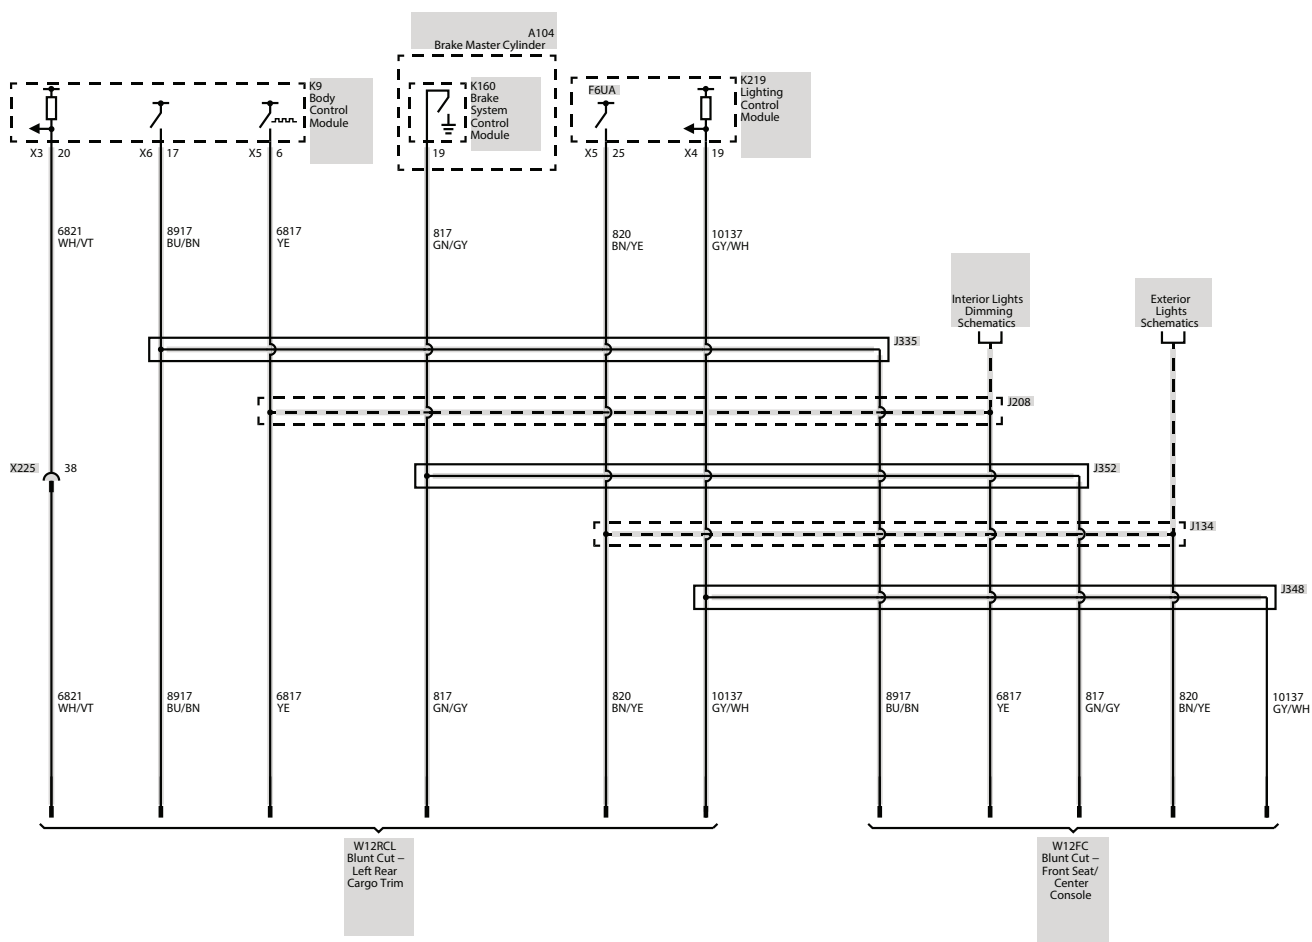 A104
Brake Master Cylinder
K9
Body
Control
Module
K160
Brake
System
Control
Module
F6UA
K219
Lighting
Control
Module
X3 20
X6 17
X5 6
19
X5 25
X4 19
6821
WH/VT
8917
BU/BN
6817
YE
817
GN/GY
820
BN/YE
10137
GY/WH
Interior Lights
Dimming
Schematics
Exterior
Lights
Schematics
J335
J208
X225 38
J352
J134
J348
6821
WH/VT
8917
BU/BN
6817
YE
817
GN/GY
820
BN/YE
10137
GY/WH
8917
BU/BN
6817
YE
817
GN/GY
820
BN/YE
10137
GY/WH
W12RCL
Blunt Cut –
Left Rear
Cargo Trim
W12FC
Blunt Cut –
Front Seat/
Center
Console